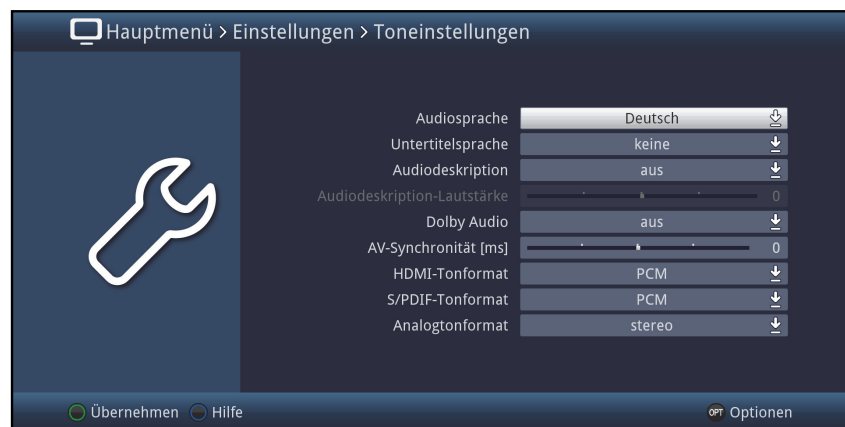 Hauptmenü > Einstellungen > Toneinstellungen
Audiosprache Deutsch
Untertitelsprache keine
Audiodeskription aus
Audiodeskription-Lautstärke 0
Dolby Audio aus
AV-Synchronität [ms] 0
HDMI-Tonformat PCM
S/PDIF-Tonformat PCM
Analogtonformat stereo
Übernehmen Hilfe OPT Optionen